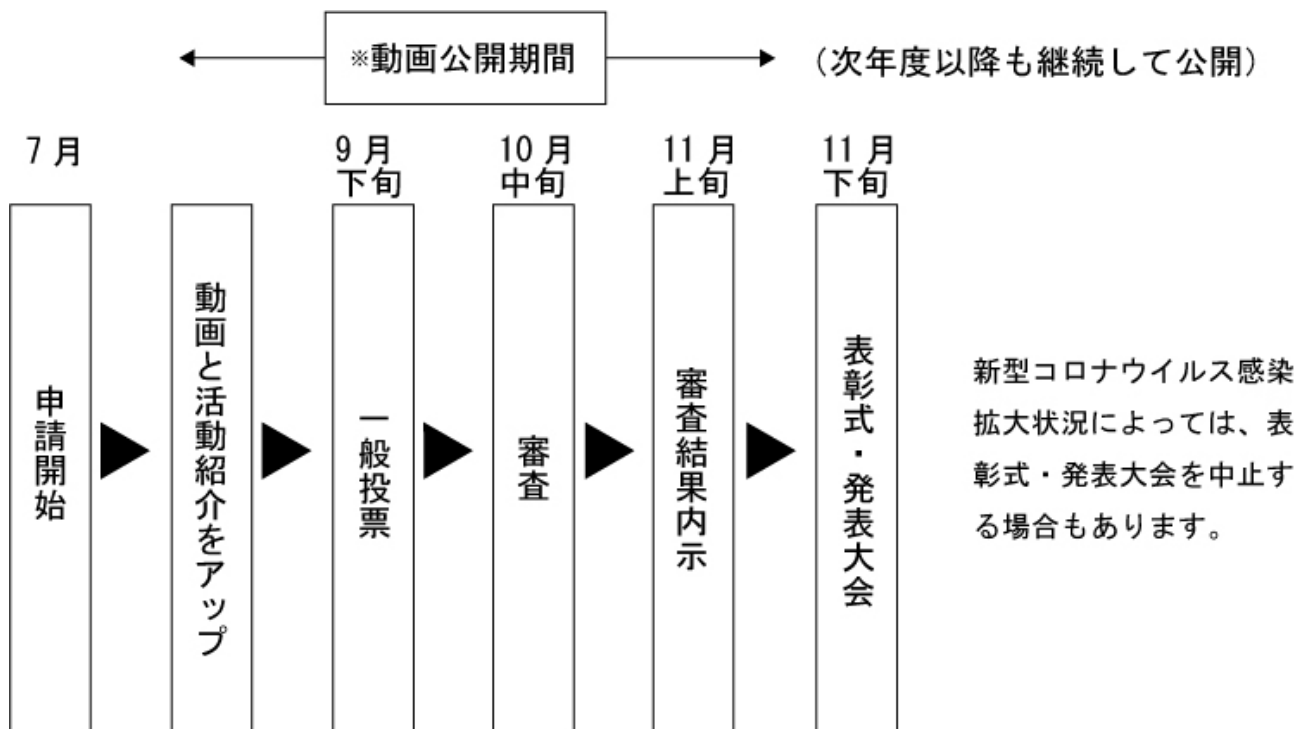 ※動画公開期間
(次年度以降も継続して公開)
7月
9月
下旬
10月
中旬
11月
上旬
11月
下旬
申請開始
動画と活動紹介をアップ
一般投票
審査
審査結果内示
表彰式・発表大会
新型コロナウイルス感染
拡大状況によっては、表
彰式・発表大会を中止す
る場合もあります。